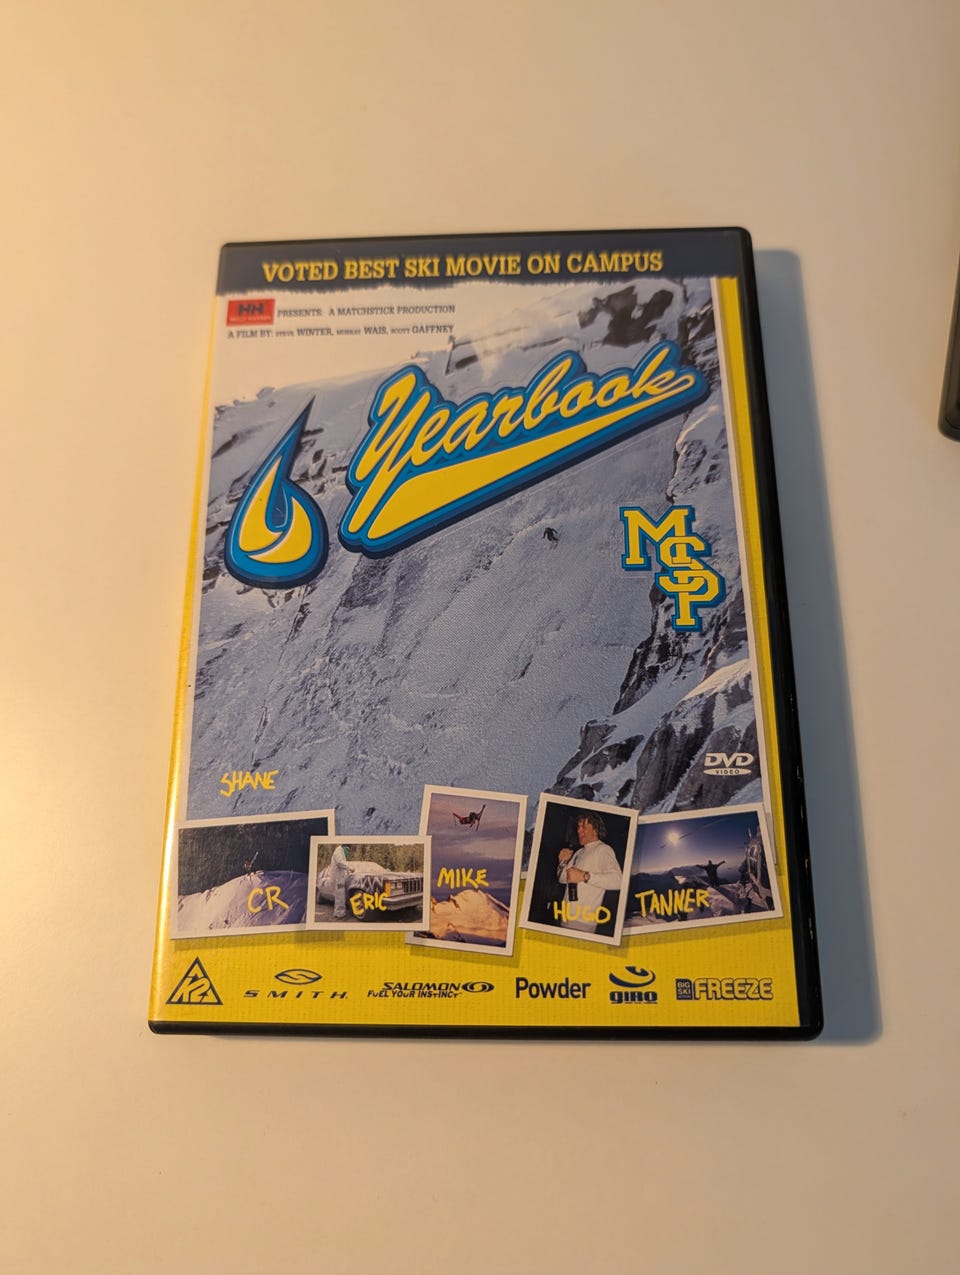 VOTED BEST SKI MOVIE ON CAMPUS
HH
HELLY HANSEN
PRESENTS: A MATCHSTICK PRODUCTION
A FILM BY: STEVE WINTER, MURRAY WAIS, SCOTT GAFFNEY
Yearbook
MSP
SHANE
DVD
VIDEO
CR
ERIC
MIKE
HUGO
TANNER
K2
SMITH
SALOMON
FUEL YOUR INSTINCT
Powder
GIRO
BIG
SKI
FREEZE